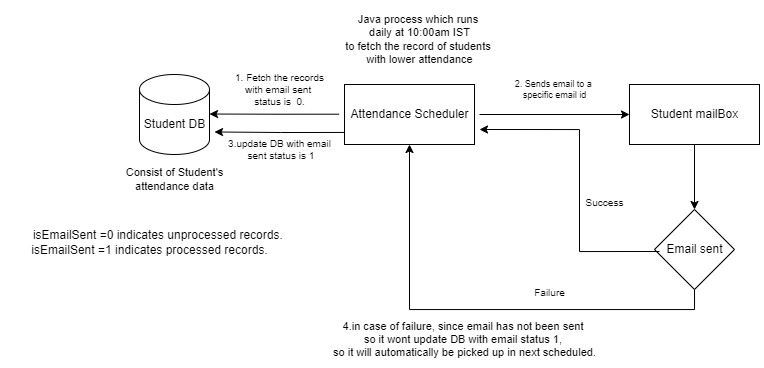 Java process which runs
daily at 10:00am IST
to fetch the record of students
with lower attendance
1. Fetch the records
with email sent
status is  0.
2. Sends email to a
specific email id
Student DB
Attendance Scheduler
Student mailBox
3.update DB with email
sent status is 1
Consist of Student's
attendance data
Success
isEmailSent =0 indicates unprocessed records.
isEmailSent =1 indicates processed records.
Email sent
Failure
4.in case of failure, since email has not been sent
so it wont update DB with email status 1,
so it will automatically be picked up in next scheduled.